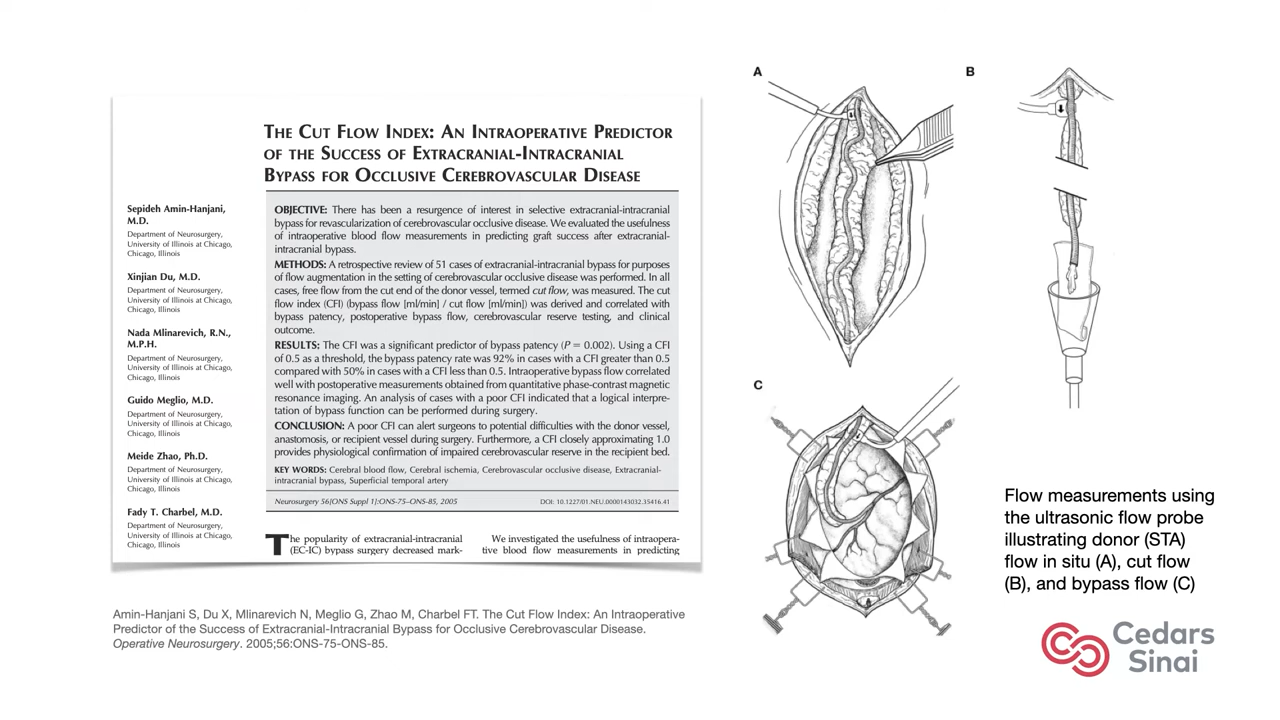 THE CUT FLOW INDEX: AN INTRAOPERATIVE PREDICTOR
OF THE SUCCESS OF EXTRACRANIAL-INTRACRANIAL
BYPASS FOR OCCLUSIVE CEREBROVASCULAR DISEASE
Sepideh Amin-Hanjani,
M.D.
Department of Neurosurgery,
University of Illinois at Chicago,
Chicago, Illinois
Xinjian Du, M.D.
Department of Neurosurgery,
University of Illinois at Chicago,
Chicago, Illinois
Nada Mlinarevich, R.N.,
M.P.H.
Department of Neurosurgery,
University of Illinois at Chicago,
Chicago, Illinois
Guido Meglio, M.D.
Department of Neurosurgery,
University of Illinois at Chicago,
Chicago, Illinois
Meide Zhao, Ph.D.
Department of Neurosurgery,
University of Illinois at Chicago,
Chicago, Illinois
Fady T. Charbel, M.D.
Department of Neurosurgery,
University of Illinois at Chicago,
Chicago, Illinois
OBJECTIVE: There has been a resurgence of interest in selective extracranial-intracranial
bypass for revascularization of cerebrovascular occlusive disease. We evaluated the usefulness
of intraoperative blood flow measurements in predicting graft success after extracranial-
intracranial bypass.
METHODS: A retrospective review of 51 cases of extracranial-intracranial bypass for purposes
of flow augmentation in the setting of cerebrovascular occlusive disease was performed. In all
cases, free flow from the cut end of the donor vessel, termed cut flow, was measured. The cut
flow index (CFI) (bypass flow [ml/min] / cut flow [ml/min]) was derived and correlated with
bypass patency, postoperative bypass flow, cerebrovascular reserve testing, and clinical
outcome.
RESULTS: The CFI was a significant predictor of bypass patency (P = 0.002). Using a CFI
of 0.5 as a threshold, the bypass patency rate was 92% in cases with a CFI greater than 0.5
compared with 50% in cases with a CFI less than 0.5. Intraoperative bypass flow correlated
well with postoperative measurements obtained from quantitative phase-contrast magnetic
resonance imaging. An analysis of cases with a poor CFI indicated that a logical interpre-
tation of bypass function can be performed during surgery.
CONCLUSION: A poor CFI can alert surgeons to potential difficulties with the donor vessel,
anastomosis, or recipient vessel during surgery. Furthermore, a CFI closely approximating 1.0
provides physiological confirmation of impaired cerebrovascular reserve in the recipient bed.
KEY WORDS: Cerebral blood flow, Cerebral ischemia, Cerebrovascular occlusive disease, Extracranial-
intracranial bypass, Superficial temporal artery
Neurosurgery 56[ONS Suppl 1]:ONS-75–ONS-85, 2005
DOI: 10.1227/01.NEU.0000143032.35416.41
The popularity of extracranial-intracranial
(EC-IC) bypass surgery decreased mark-
We investigated the usefulness of intraopera-
tive blood flow measurements in predicting
Amin-Hanjani S, Du X, Mlinarevich N, Meglio G, Zhao M, Charbel FT. The Cut Flow Index: An Intraoperative
Predictor of the Success of Extracranial-Intracranial Bypass for Occlusive Cerebrovascular Disease.
Operative Neurosurgery. 2005;56:ONS-75-ONS-85.
A
B
C
Flow measurements using
the ultrasonic flow probe
illustrating donor (STA)
flow in situ (A), cut flow
(B), and bypass flow (C)
Cedars
Sinai